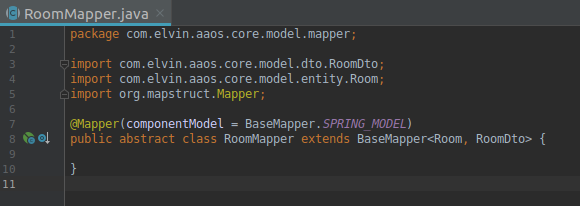 RoomMapper.java
1 package com.elvin.aaos.core.model.mapper;
2
3 import com.elvin.aaos.core.model.dto.RoomDto;
4 import com.elvin.aaos.core.model.entity.Room;
5 import org.mapstruct.Mapper;
6
7 @Mapper(componentModel = BaseMapper.SPRING_MODEL)
8 public abstract class RoomMapper extends BaseMapper<Room, RoomDto> {
9
10 }
11